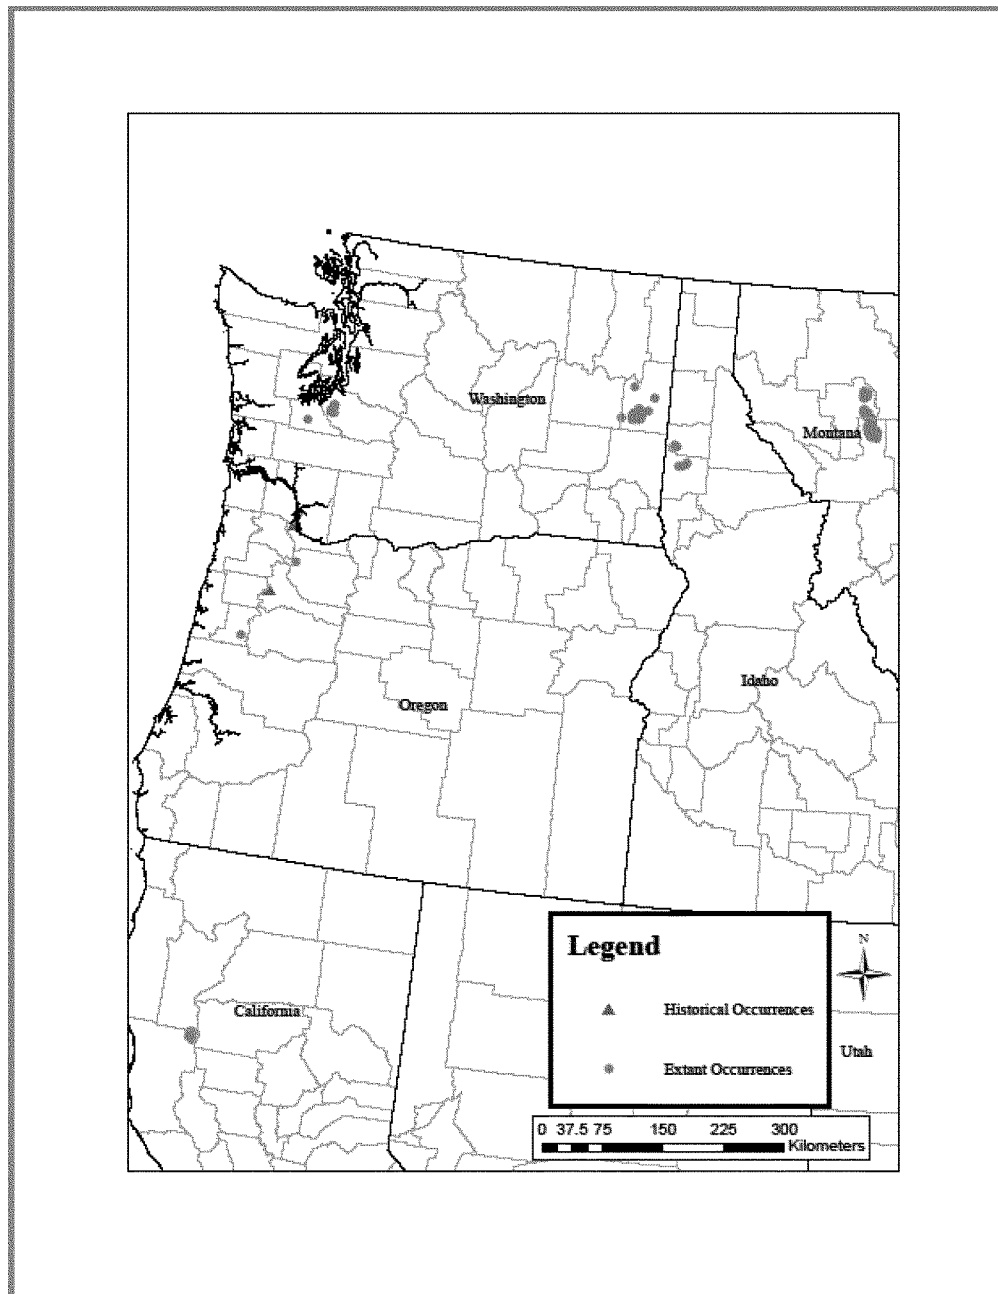 Washington
Montana
Idaho
Oregon
Legend
N
Historical Occurrences
California
Utah
Extant Occurrences
0 37.5 75 150 225 300
Kilometers